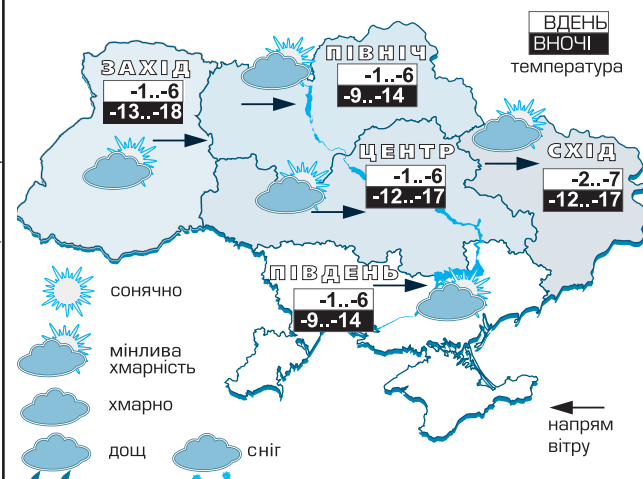 ВДЕНЬ
ВНОЧІ
температура
ПІВНІЧ
-1..-6
-9..-14
ЗАХІД
-1..-6
-13..-18
ЦЕНТР
-1..-6
-12..-17
СХІД
-2..-7
-12..-17
ПІВДЕНЬ
-1..-6
-9..-14
сонячно
мінлива
хмарність
хмарно
дощ
сніг
напрям
вітру